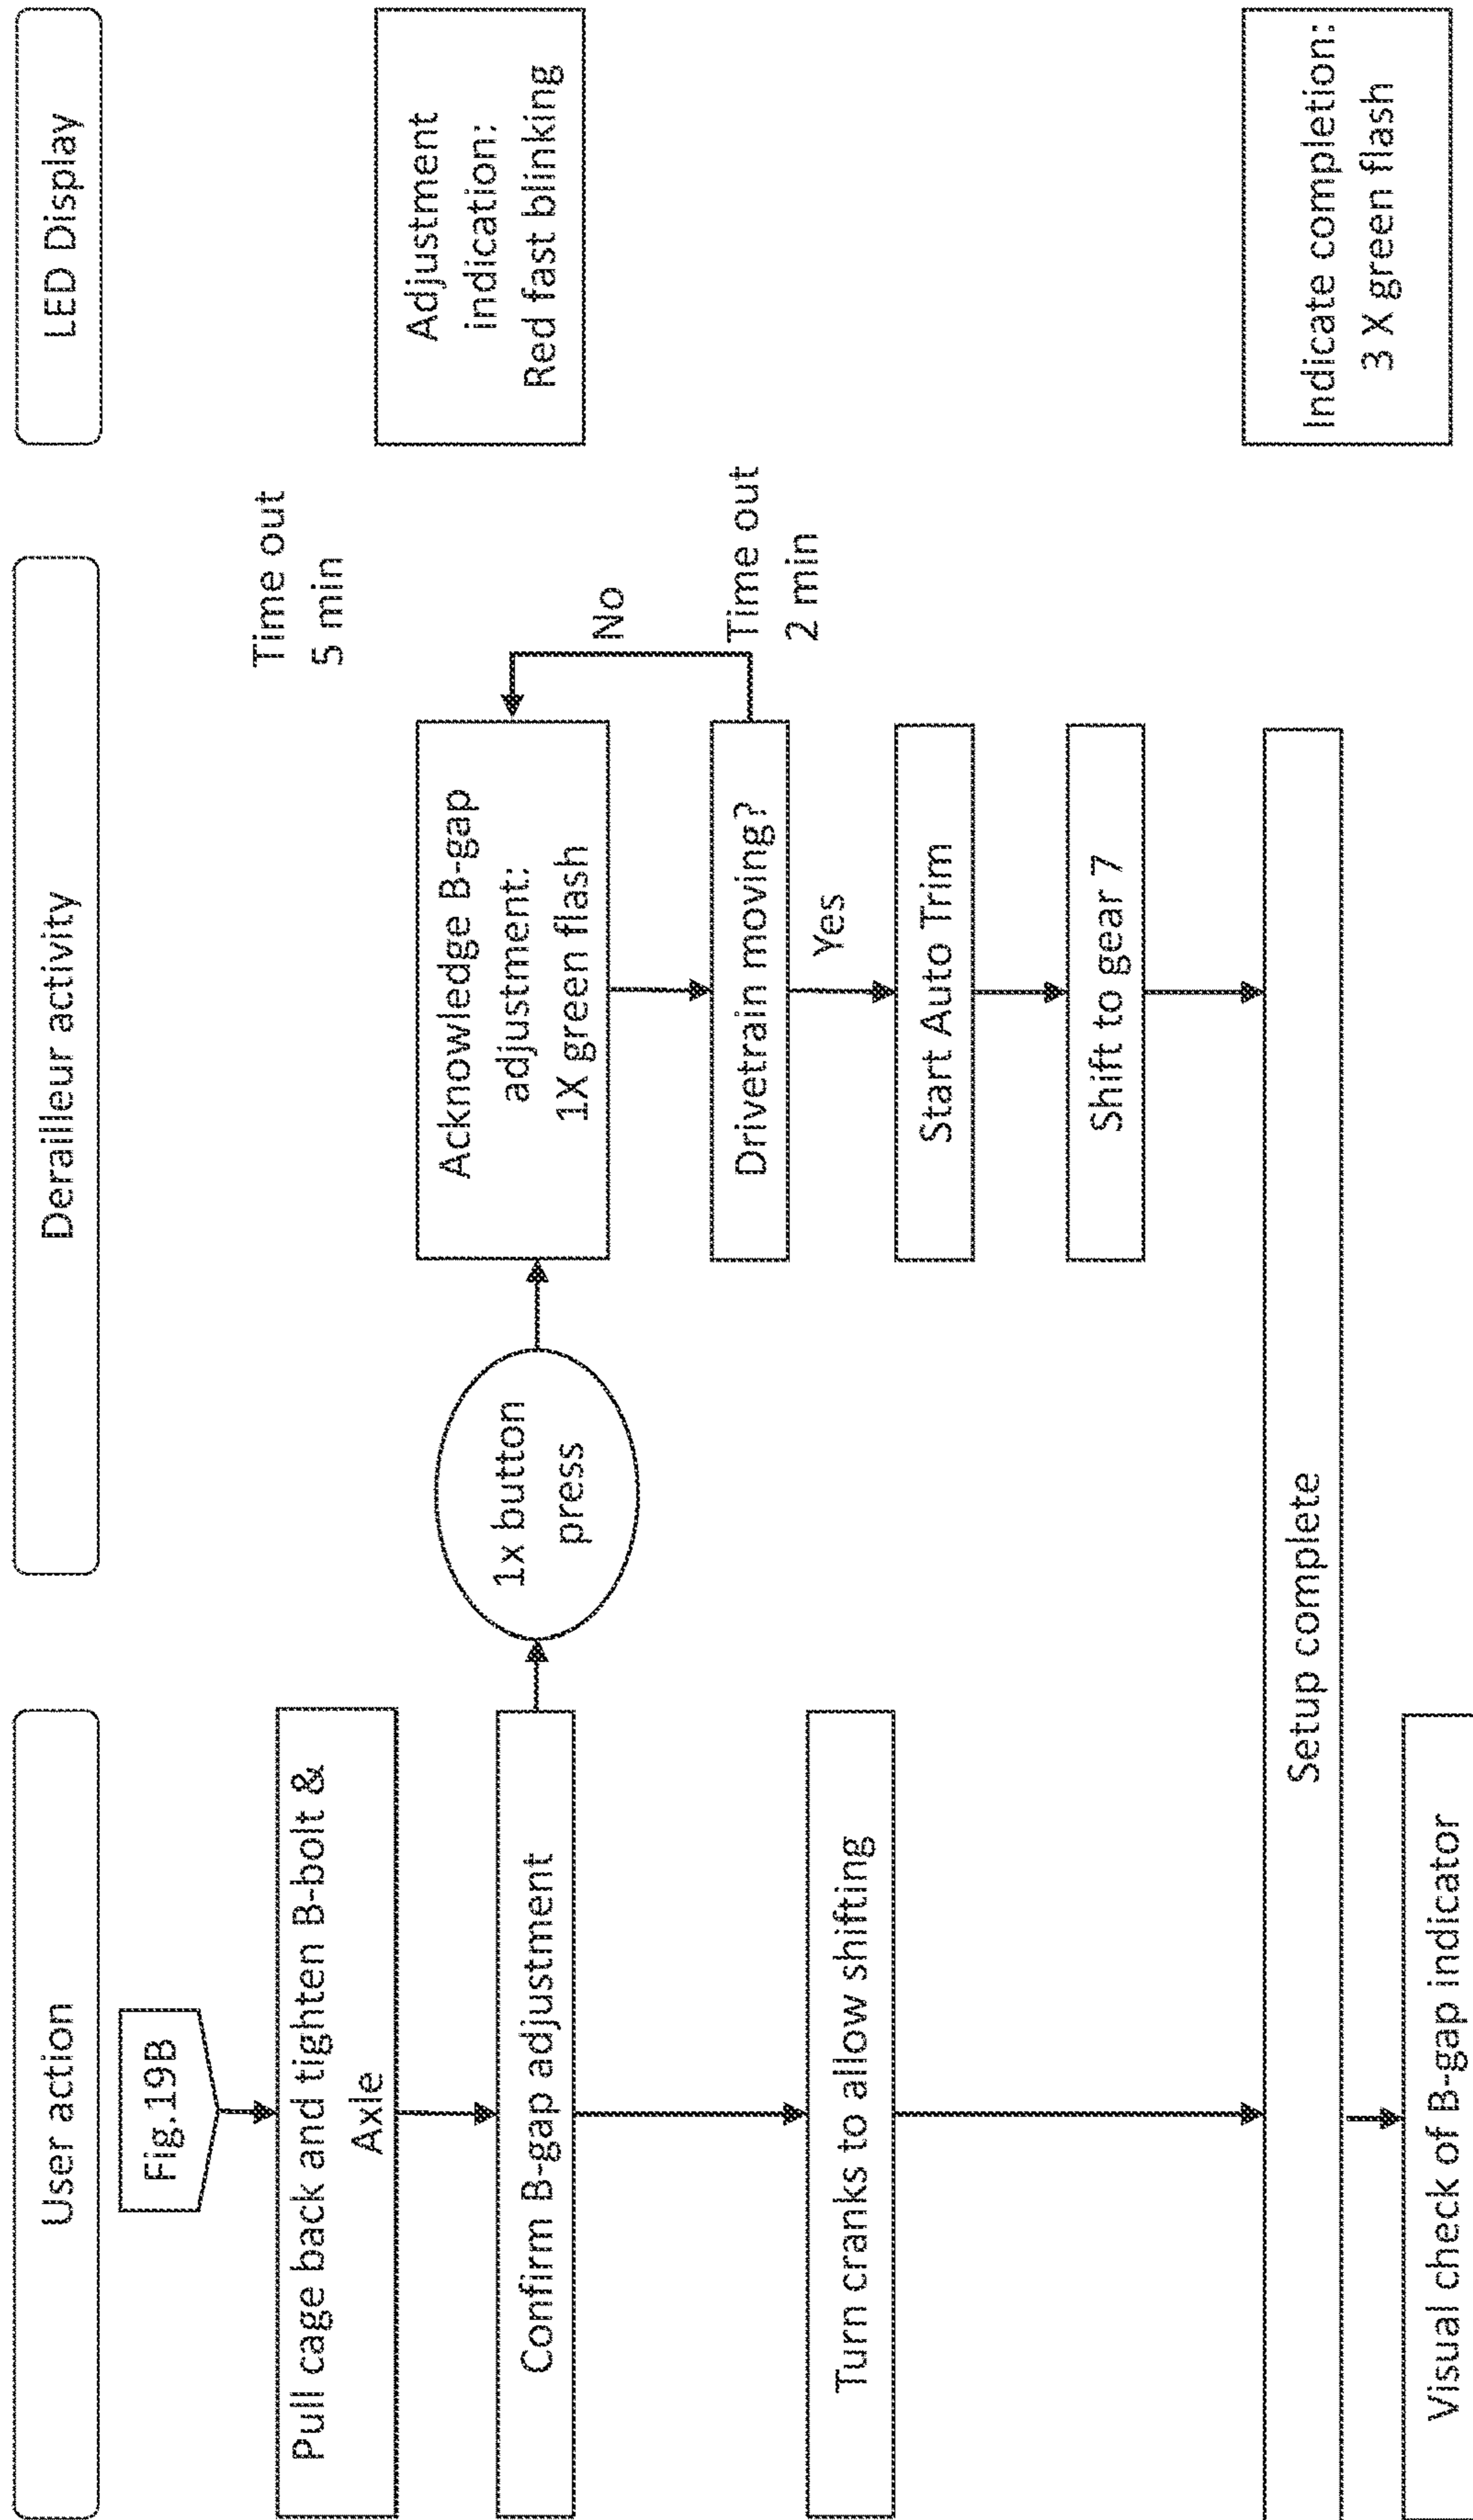 User action
Derailleur activity
LED Display
Fig.19B
Time out
5 min
Pull cage back and tighten B-bolt &
Axle
Confirm B-gap adjustment
1x button
press
Acknowledge B-gap
adjustment:
1X green flash
Adjustment
indication:
Red fast blinking
No
Drivetrain moving?
Time out
2 min
Turn cranks to allow shifting
Yes
Start Auto Trim
Shift to gear 7
Setup complete
Indicate completion:
3 X green flash
Visual check of B-gap indicator